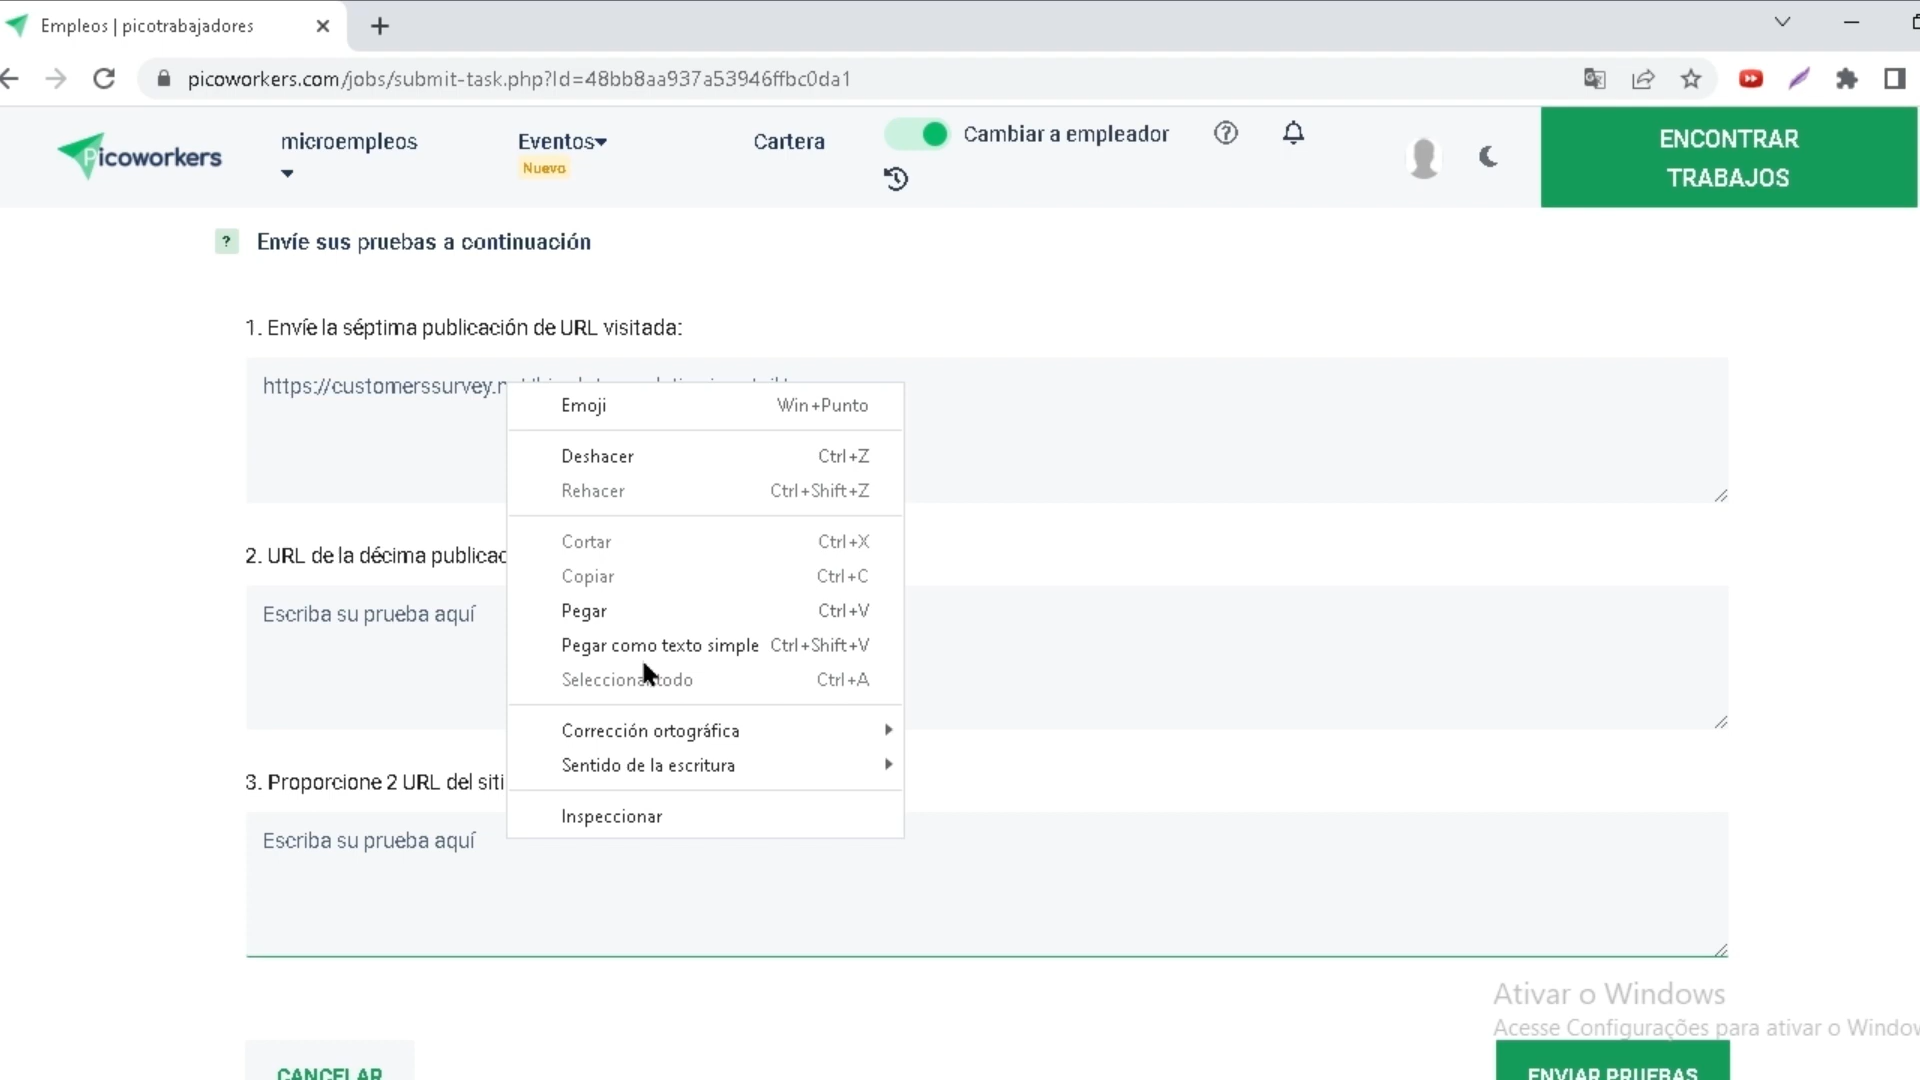 Empleos | picotrabajadores
picoworkers.com/jobs/submit-task.php?Id=48bb8aa937a53946ffbc0da1
Picoworkers
microempleos
Eventos
Nuevo
Cartera
Cambiar a empleador
ENCONTRAR
TRABAJOS
? Envíe sus pruebas a continuación
1. Envíe la séptima publicación de URL visitada:
https://customerssurvey.n
Emoji Win+Punto
Deshacer Ctrl+Z
Rehacer Ctrl+Shift+Z
Cortar Ctrl+X
Copiar Ctrl+C
Pegar Ctrl+V
Pegar como texto simple Ctrl+Shift+V
Seleccionar todo Ctrl+A
Corrección ortográfica
Sentido de la escritura
Inspeccionar
2. URL de la décima publicac
Escriba su prueba aquí
3. Proporcione 2 URL del siti
Escriba su prueba aquí
Ativar o Windows
Acesse Configurações para ativar o Window
CANCELAR
ENVIAR PRUEBAS